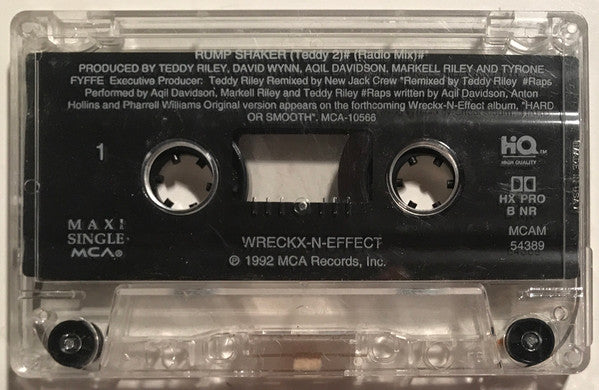 RUMP SHAKER (Teddy 2)# (Radio Mix)#
PRODUCED BY TEDDY RILEY, DAVID WYNN, AQIL DAVIDSON, MARKELL RILEY AND TYRONE
FYFFE Executive Producer: Teddy Riley Remixed by New Jack Crew *Remixed by Teddy Riley #Raps
Performed by Aqil Davidson, Markell Riley and Teddy Riley #Raps written by Aqil Davidson, Anton
Hollins and Pharrell Williams Original version appears on the forthcoming Wreckx-N-Effect album, "HARD
OR SMOOTH". MCA-10566
1
HQ
HIGH QUALITY
HX PRO
B NR
MAXI
SINGLE
MCA®
WRECKX-N-EFFECT
℗ 1992 MCA Records, Inc.
MCAM
54389